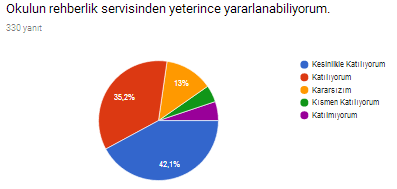 Okulun rehberlik servisinden yeterince yararlanabiliyorum.
330 yanıt
Kesinlikle Katılıyorum
Katılıyorum
Kararsızım
Kısmen Katılıyorum
Katılmıyorum
13%
35,2%
42,1%